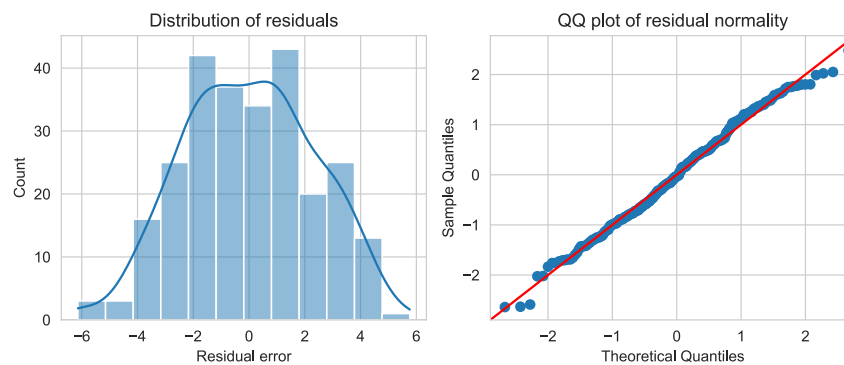 Distribution of residuals
40
30
20
10
0
Count
−6 −4 −2 0 2 4 6
Residual error
QQ plot of residual normality
2
1
0
−1
−2
Sample Quantiles
−2 −1 0 1 2
Theoretical Quantiles